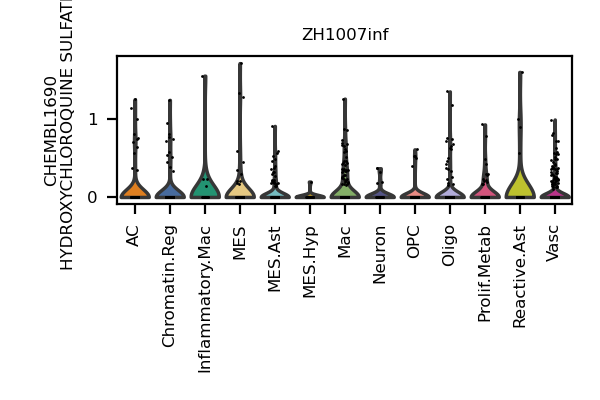 ZH1007inf
CHEMBL1690
HYDROXYCHLOROQUINE
1
0
AC
Chromatin.Reg
Inflammatory.Mac
MES
MES.Ast
MES.Hyp
Mac
Neuron
OPC
Oligo
Prolif.Metab
Reactive.Ast
Vasc